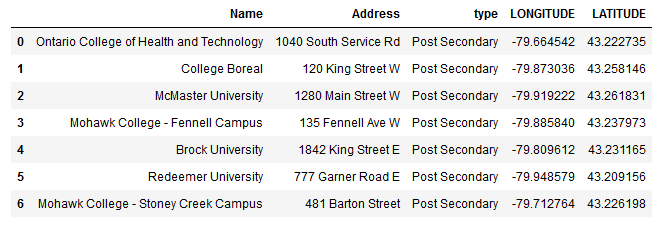 Name Address type LONGITUDE LATITUDE
0 Ontario College of Health and Technology 1040 South Service Rd Post Secondary -79.664542 43.222735
1 College Boreal 120 King Street W Post Secondary -79.873036 43.258146
2 McMaster University 1280 Main Street W Post Secondary -79.919222 43.261831
3 Mohawk College - Fennell Campus 135 Fennell Ave W Post Secondary -79.885840 43.237973
4 Brock University 1842 King Street E Post Secondary -79.809612 43.231165
5 Redeemer University 777 Garner Road E Post Secondary -79.948579 43.209156
6 Mohawk College - Stoney Creek Campus 481 Barton Street Post Secondary -79.712764 43.226198